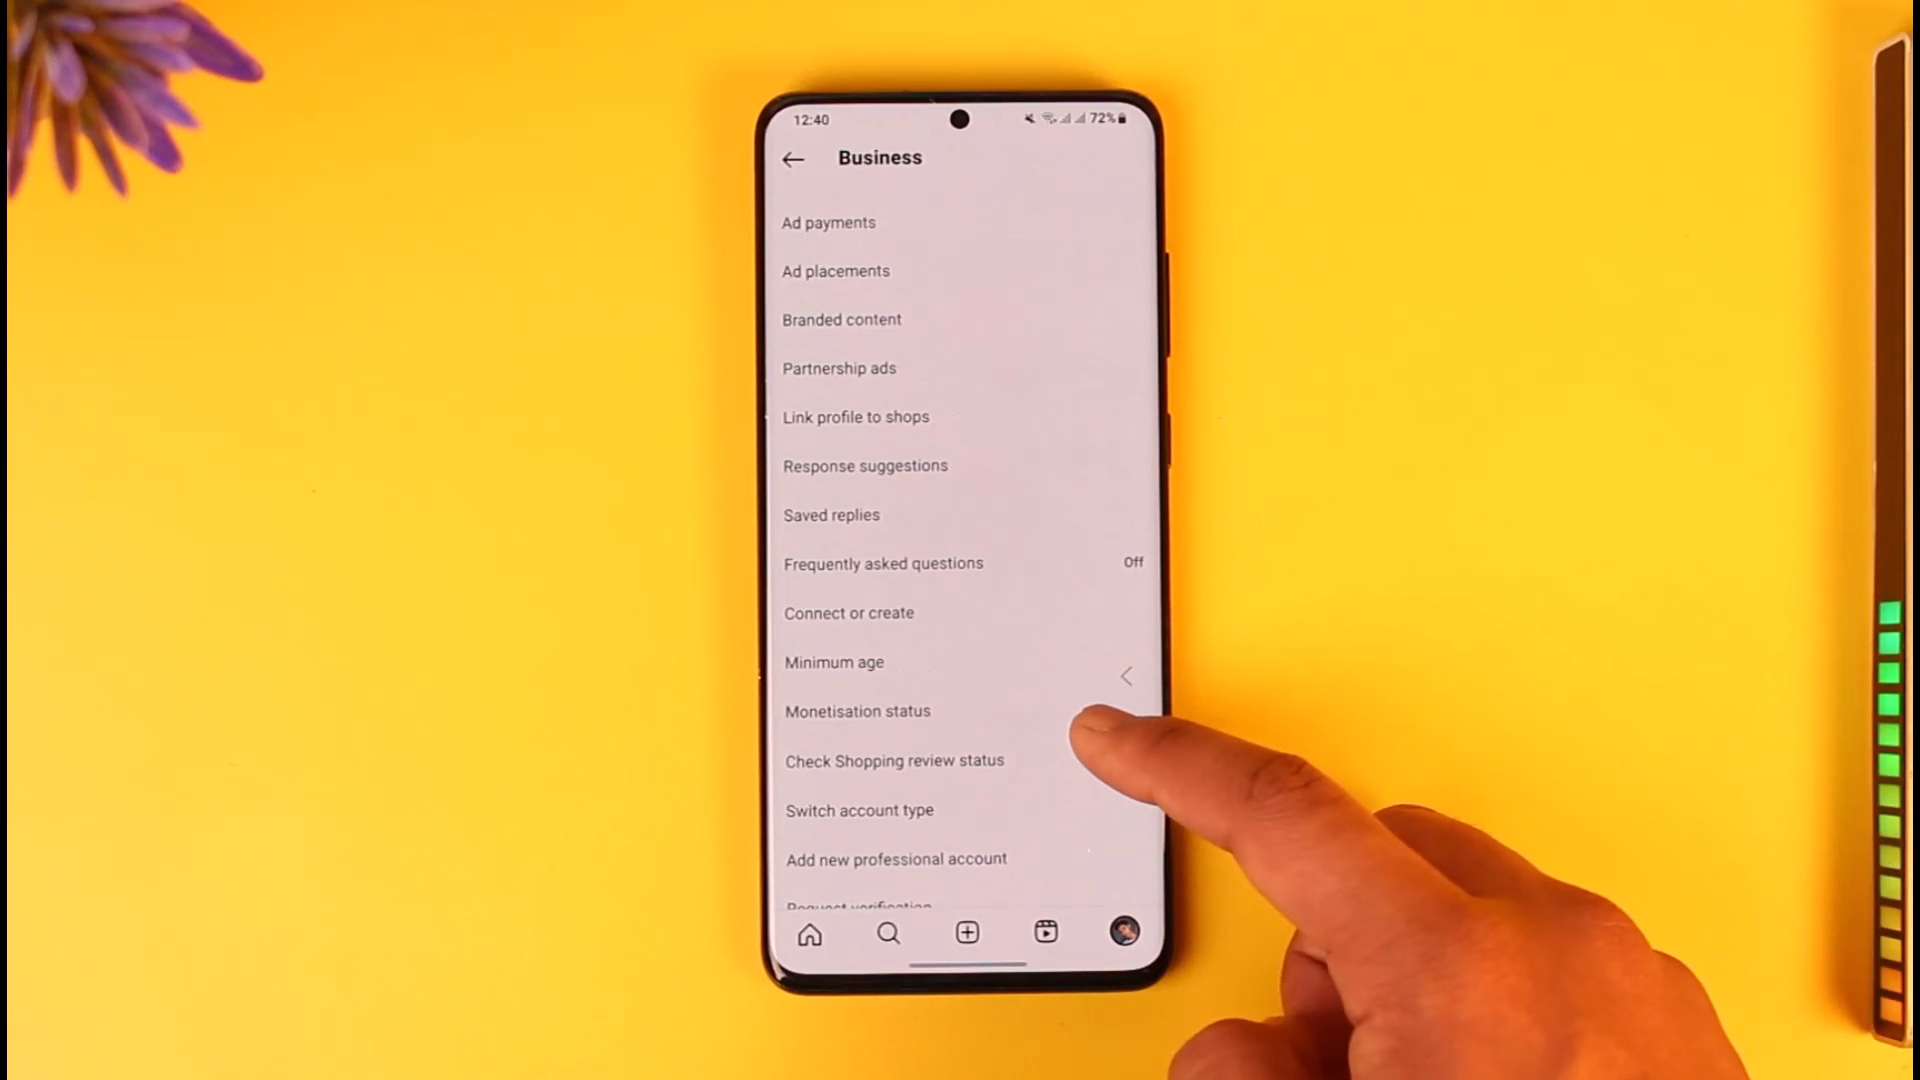 12:40
72%
Business
Ad payments
Ad placements
Branded content
Partnership ads
Link profile to shops
Response suggestions
Saved replies
Frequently asked questions Off
Connect or create
Minimum age
Monetisation status
Check Shopping review status
Switch account type
Add new professional account
Request verification